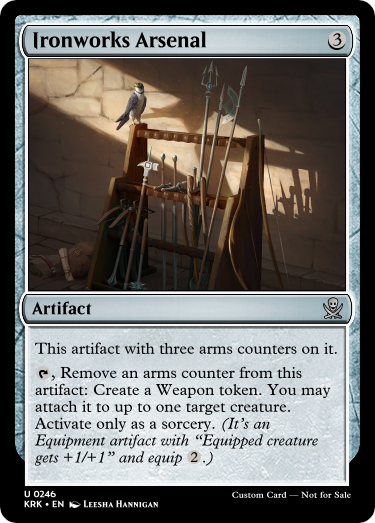 Ironworks Arsenal 3
Artifact
This artifact with three arms counters on it.
, Remove an arms counter from this
artifact: Create a Weapon token. You may
attach it to up to one target creature.
Activate only as a sorcery. (It's an
Equipment artifact with “Equipped creature
gets +1/+1” and equip 2.)
U 0246
KRK • EN Leesha Hannigan
Custom Card — Not for Sale